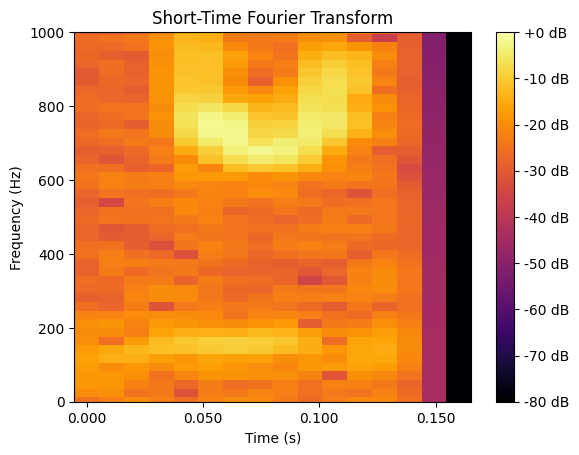 Short-Time Fourier Transform
1000
800
600
400
200
0
Frequency (Hz)
0.000
0.050
0.100
0.150
Time (s)
+0 dB
-10 dB
-20 dB
-30 dB
-40 dB
-50 dB
-60 dB
-70 dB
-80 dB